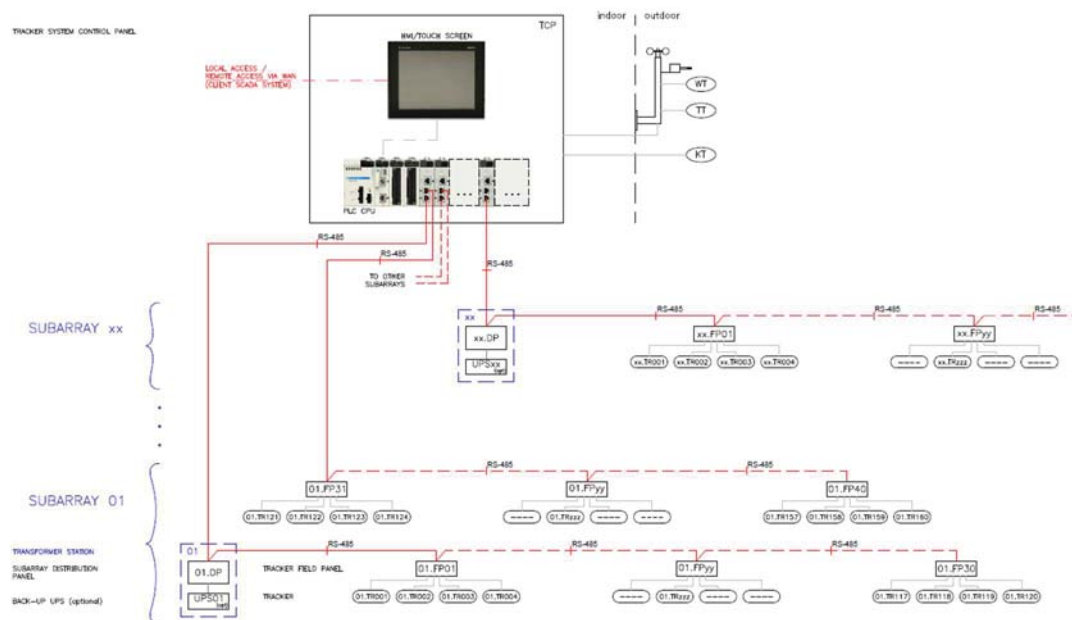 TCP
indoor
outdoor
TRACKER SYSTEM CONTROL PANEL
HMI/TOUCH SCREEN
LOCAL ACCESS /
REMOTE ACCESS VIA WAN
(CLIENT SCADA SYSTEM)
WT
TT
KT
PLC CPU
...
...
RS-485
RS-485
RS-485
TO OTHER
SUBARRAYS
SUBARRAY xx
xx
RS-485
RS-485
RS-485
xx.DP
xx.FP01
xx.FPyy
UPSxx
xx.TR001
xx.TR002
xx.TR003
xx.TR004
xx.TRzzz
RS-485
RS-485
SUBARRAY 01
01.FP31
01.FPyy
01.FP40
01.TR121
01.TR122
01.TR123
01.TR124
01.TRzzz
01.TR157
01.TR158
01.TR159
01.TR160
TRANSFORMER STATION
01
RS-485
RS-485
RS-485
SUBARRAY DISTRIBUTION
PANEL
01.DP
TRACKER FIELD PANEL
01.FP01
01.FPyy
01.FP30
BACK-UP UPS (optional)
UPS01
TRACKER
01.TR001
01.TR002
01.TR003
01.TR004
01.TRzzz
01.TR117
01.TR118
01.TR119
01.TR120